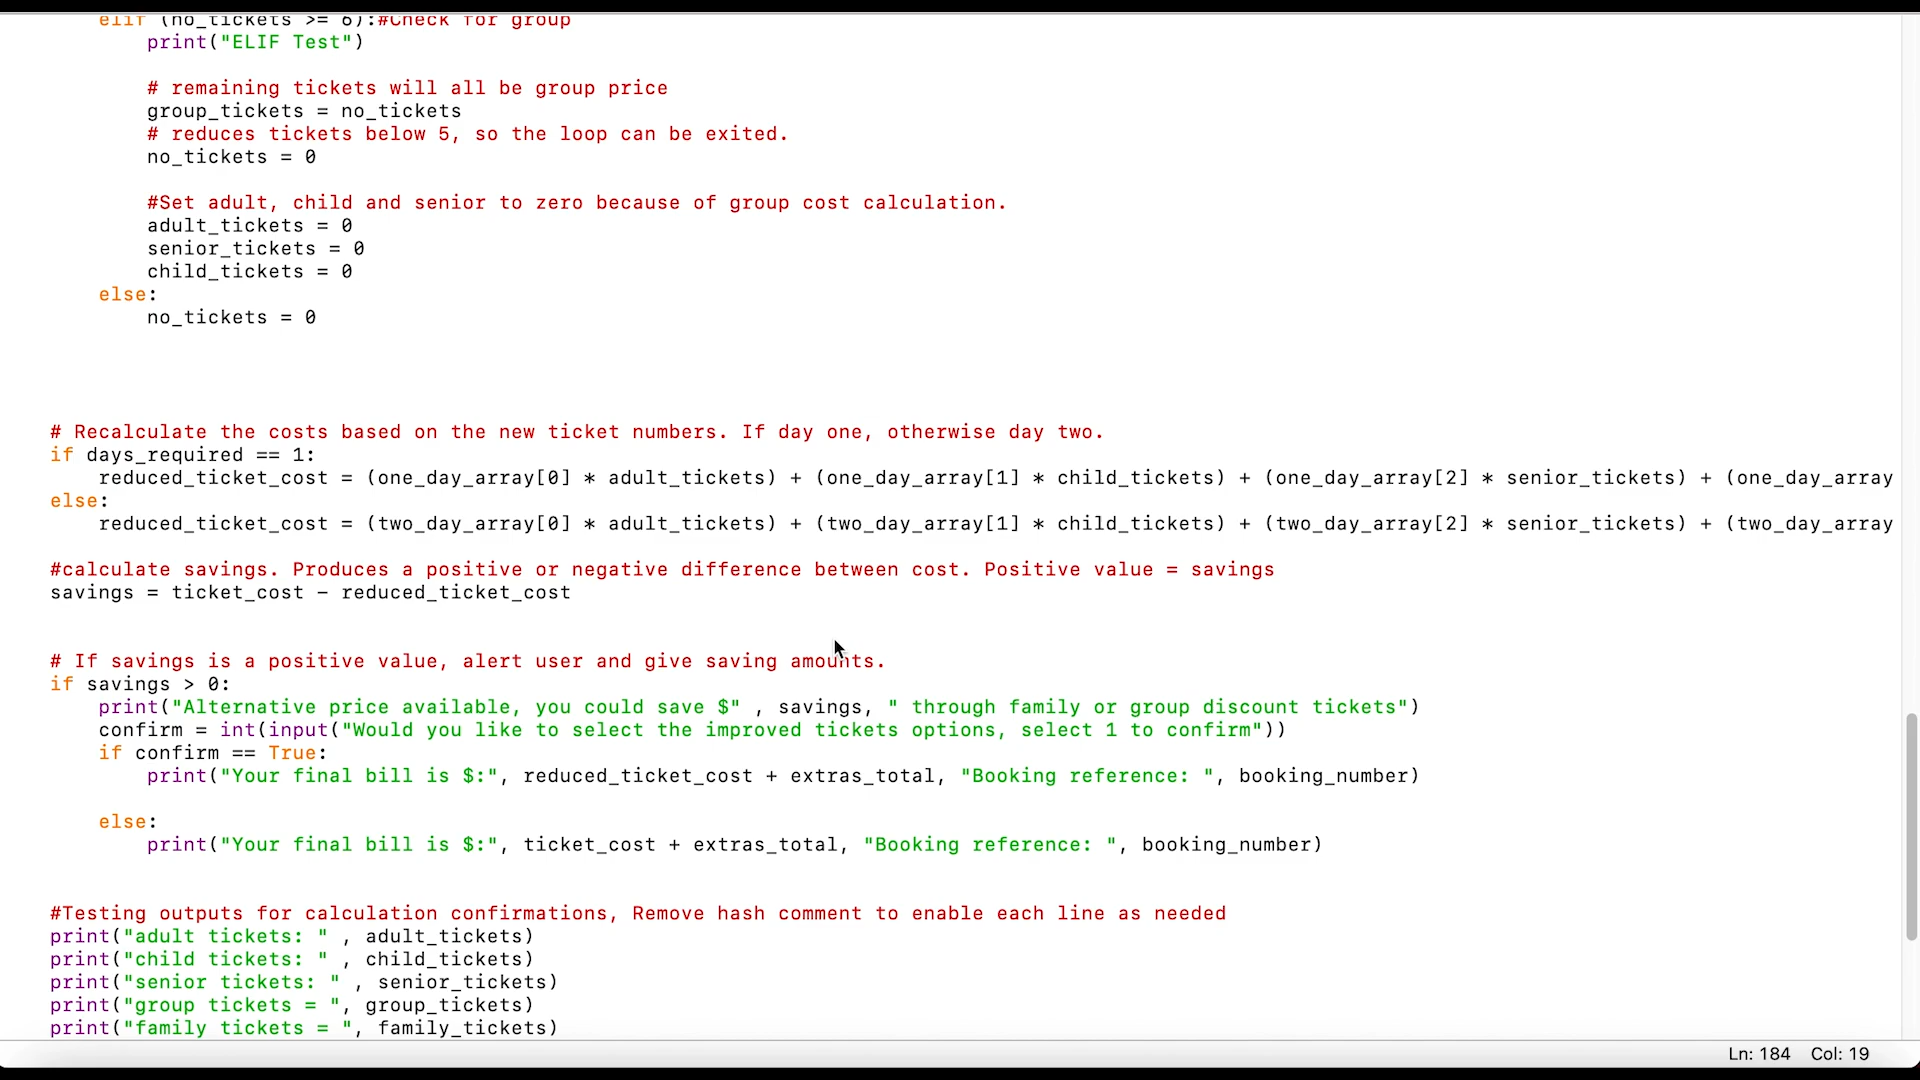 elif (no_tickets >= 6):#Check for group
print("ELIF Test")
# remaining tickets will all be group price
group_tickets = no_tickets
# reduces tickets below 5, so the loop can be exited.
no_tickets = 0
#Set adult, child and senior to zero because of group cost calculation.
adult_tickets = 0
senior_tickets = 0
child_tickets = 0
else:
no_tickets = 0
# Recalculate the costs based on the new ticket numbers. If day one, otherwise day two.
if days_required == 1:
reduced_ticket_cost = (one_day_array[0] * adult_tickets) + (one_day_array[1] * child_tickets) + (one_day_array[2] * senior_tickets) + (one_day_array
else:
reduced_ticket_cost = (two_day_array[0] * adult_tickets) + (two_day_array[1] * child_tickets) + (two_day_array[2] * senior_tickets) + (two_day_array
#calculate savings. Produces a positive or negative difference between cost. Positive value = savings
savings = ticket_cost - reduced_ticket_cost
# If savings is a positive value, alert user and give saving amounts.
if savings > 0:
print("Alternative price available, you could save $" , savings, " through family or group discount tickets")
confirm = int(input("Would you like to select the improved tickets options, select 1 to confirm"))
if confirm == True:
print("Your final bill is $:", reduced_ticket_cost + extras_total, "Booking reference: ", booking_number)
else:
print("Your final bill is $:", ticket_cost + extras_total, "Booking reference: ", booking_number)
#Testing outputs for calculation confirmations, Remove hash comment to enable each line as needed
print("adult tickets: " , adult_tickets)
print("child tickets: " , child_tickets)
print("senior tickets: " , senior_tickets)
print("group tickets = ", group_tickets)
print("family tickets = ", family_tickets)
Ln: 184 Col: 19